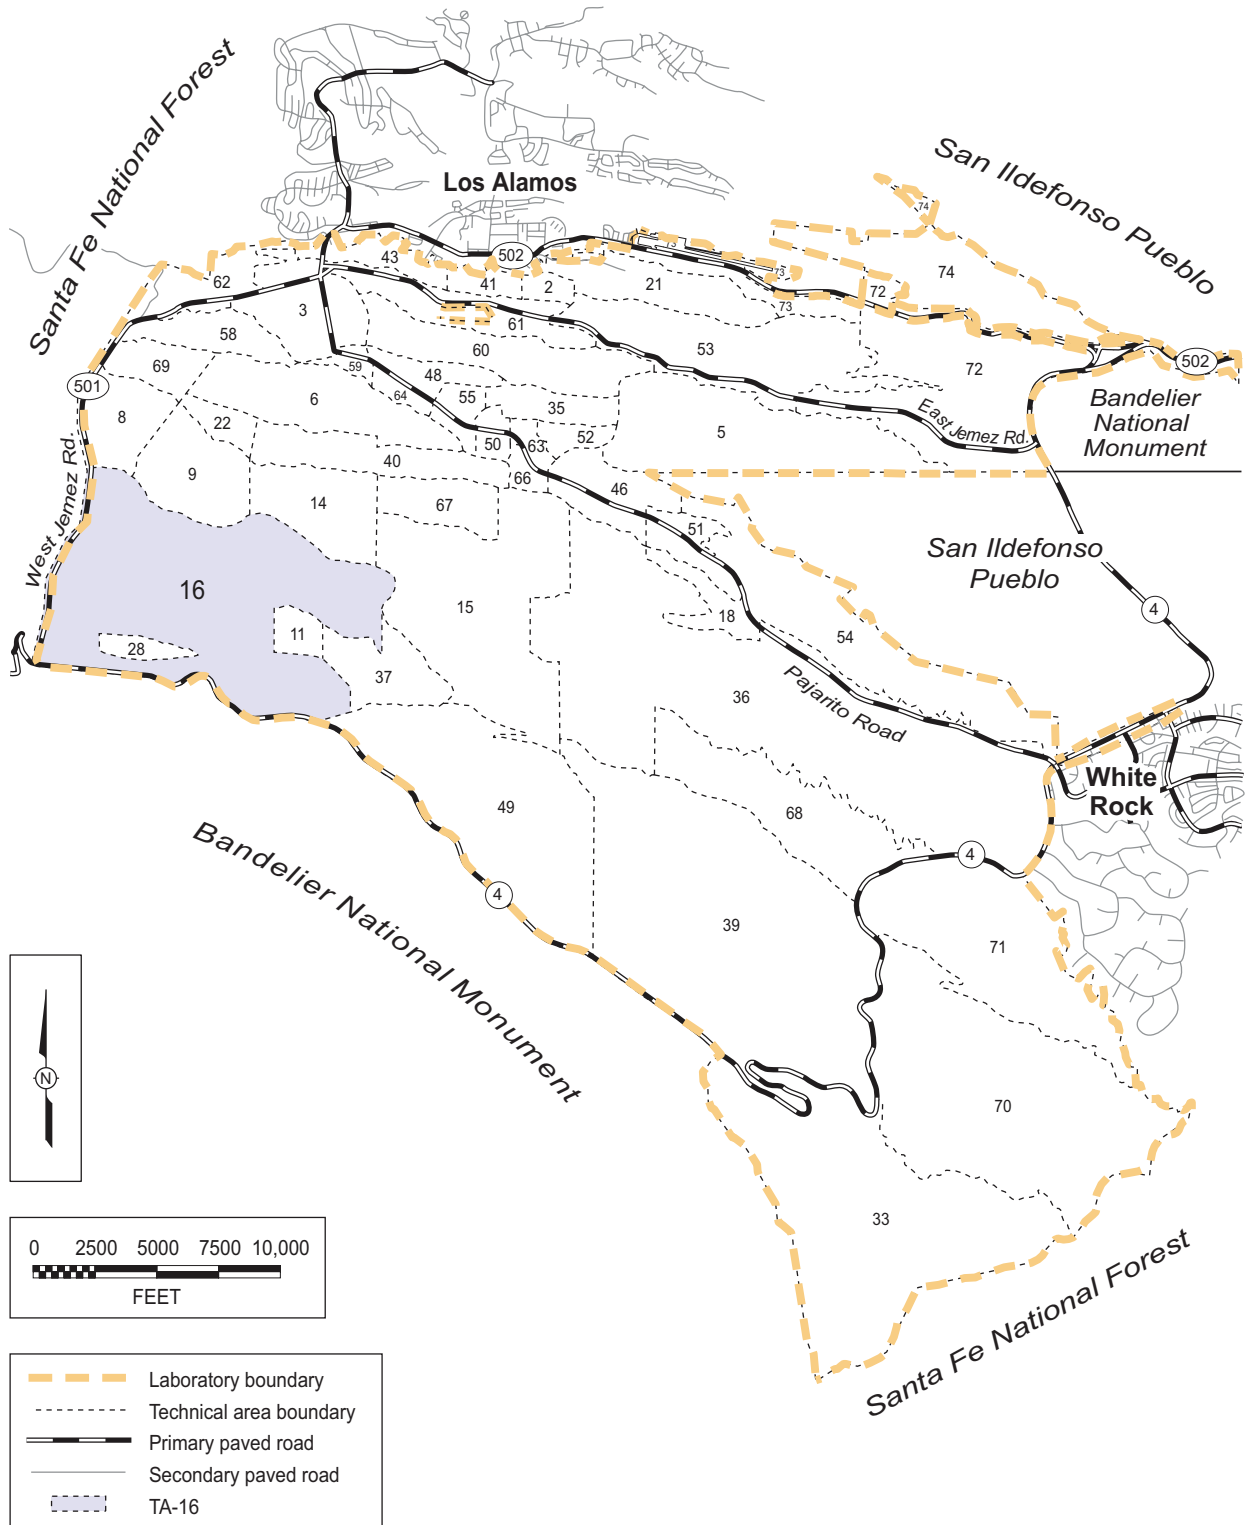 Santa Fe National Forest
Los Alamos
San Ildefonso Pueblo
74
74
502
43
73
73
62
41
2
21
72
73
3
61
58
53
60
502
69
59
48
72
501
6
64
55
35
Bandelier
National
Monument
8
22
East Jemez Rd.
5
50
63
52
West Jemez Rd.
9
40
66
46
14
67
51
San Ildefonso
Pueblo
16
15
4
11
18
54
28
37
36
Pajarito Road
White
Rock
49
68
4
Bandelier National Monument
4
39
71
N
70
33
Santa Fe National Forest
0 2500 5000 7500 10,000
FEET
Laboratory boundary
Technical area boundary
Primary paved road
Secondary paved road
TA-16